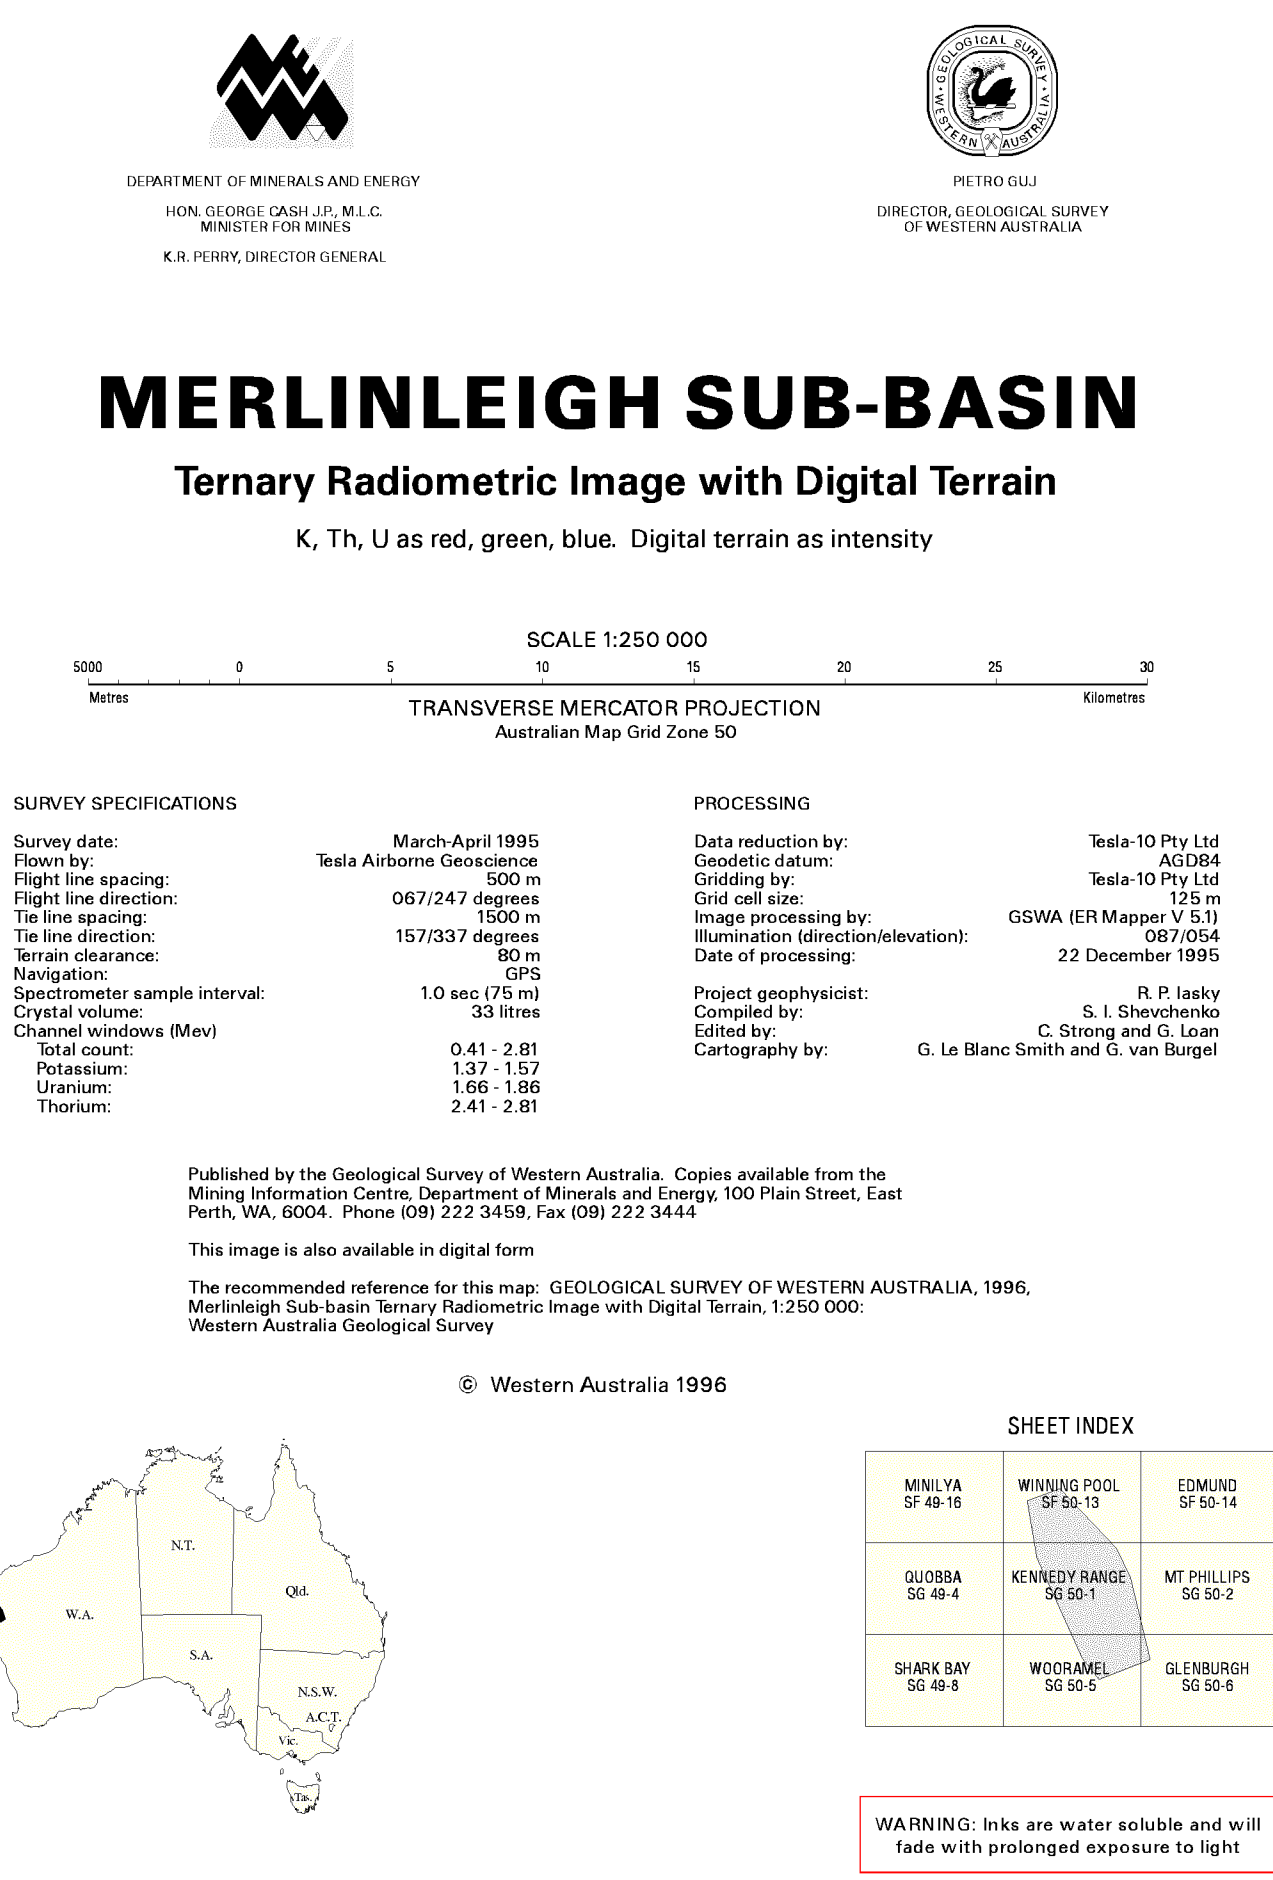 GEOLOGICAL SURVEY
WESTERN AUSTRALIA
DEPARTMENT OF MINERALS AND ENERGY
HON. GEORGE CASH J.P., M.L.C.
MINISTER FOR MINES
K.R. PERRY, DIRECTOR GENERAL
PIETRO GUJ
DIRECTOR, GEOLOGICAL SURVEY
OF WESTERN AUSTRALIA
MERLINLEIGH SUB-BASIN
Ternary Radiometric Image with Digital Terrain
K, Th, U as red, green, blue. Digital terrain as intensity
SCALE 1:250 000
5000 0 5 10 15 20 25 30
Metres Kilometres
TRANSVERSE MERCATOR PROJECTION
Australian Map Grid Zone 50
SURVEY SPECIFICATIONS
Survey date: March-April 1995
Flown by: Tesla Airborne Geoscience
Flight line spacing: 500 m
Flight line direction: 067/247 degrees
Tie line spacing: 1500 m
Tie line direction: 157/337 degrees
Terrain clearance: 80 m
Navigation: GPS
Spectrometer sample interval: 1.0 sec (75 m)
Crystal volume: 33 litres
Channel windows (Mev)
Total count: 0.41 - 2.81
Potassium: 1.37 - 1.57
Uranium: 1.66 - 1.86
Thorium: 2.41 - 2.81
PROCESSING
Data reduction by: Tesla-10 Pty Ltd
Geodetic datum: AGD84
Gridding by: Tesla-10 Pty Ltd
Grid cell size: 125 m
Image processing by: GSWA (ER Mapper V 5.1)
Illumination (direction/elevation): 087/054
Date of processing: 22 December 1995
Project geophysicist: R. P. Iasky
Compiled by: S. I. Shevchenko
Edited by: C. Strong and G. Loan
Cartography by: G. Le Blanc Smith and G. van Burgel
Published by the Geological Survey of Western Australia. Copies available from the
Mining Information Centre, Department of Minerals and Energy, 100 Plain Street, East
Perth, WA, 6004. Phone (09) 222 3459, Fax (09) 222 3444
This image is also available in digital form
The recommended reference for this map: GEOLOGICAL SURVEY OF WESTERN AUSTRALIA, 1996,
Merlinleigh Sub-basin Ternary Radiometric Image with Digital Terrain, 1:250 000:
Western Australia Geological Survey
© Western Australia 1996
N.T.
Qld.
W.A.
S.A.
N.S.W.
A.C.T.
Vic.
Tas.
SHEET INDEX
MINILYA WINNING POOL EDMUND
SF 49-16 SF 50-13 SF 50-14
QUOBBA KENNEDY RANGE MT PHILLIPS
SG 49-4 SG 50-1 SG 50-2
SHARK BAY WOORAMEL GLENBURGH
SG 49-8 SG 50-5 SG 50-6
WARNING: Inks are water soluble and will
fade with prolonged exposure to light